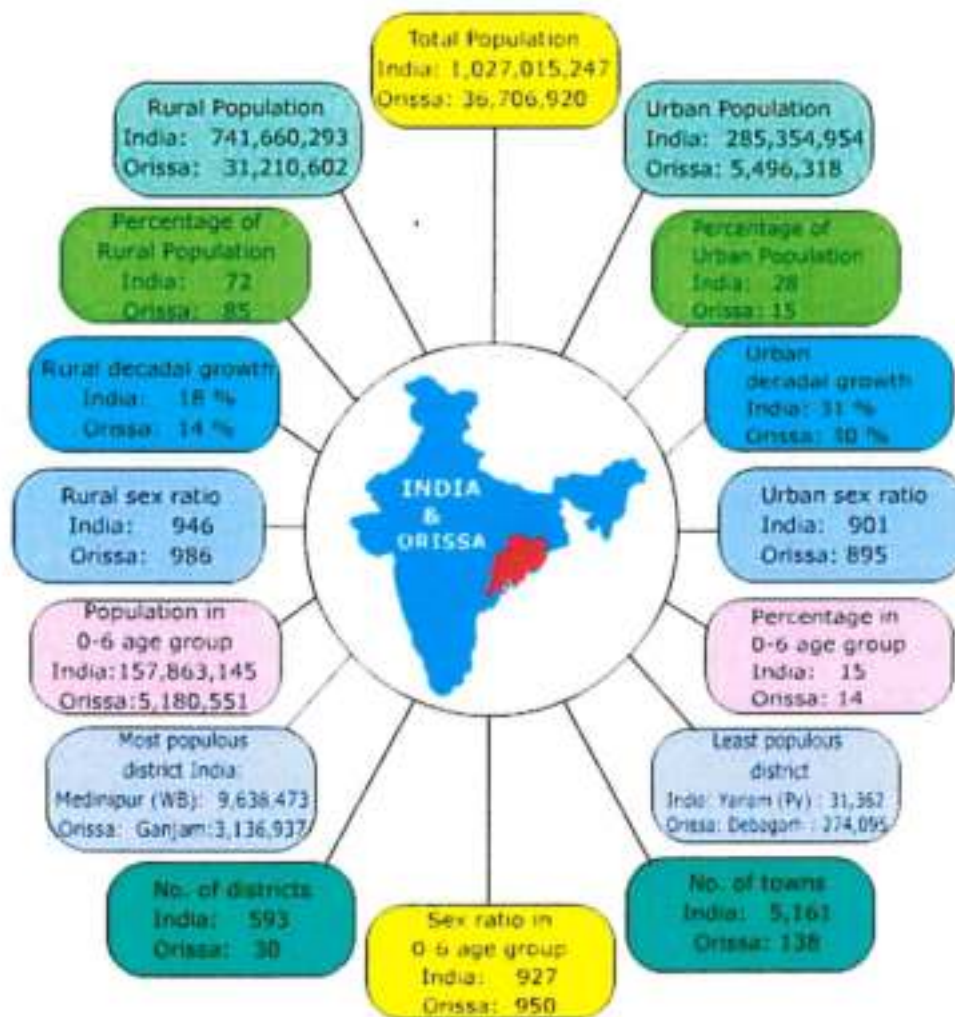 Total Population
India: 1,027,015,247
Orissa: 36,706,920
Rural Population
India: 741,660,293
Orissa: 31,210,602
Urban Population
India: 285,354,954
Orissa: 5,496,318
Percentage of
Rural Population
India: 72
Orissa: 85
Percentage of
Urban Population
India: 28
Orissa: 15
Rural decadal growth
India: 18 %
Orissa: 14 %
Urban
decadal growth
India: 31 %
Orissa: 30 %
INDIA
&
ORISSA
Rural sex ratio
India: 946
Orissa: 986
Urban sex ratio
India: 901
Orissa: 895
Population in
0-6 age group
India:157,863,145
Orissa:5,180,551
Percentage in
0-6 age group
India: 15
Orissa: 14
Most populous
district India:
Medinipur (WB): 9,638,473
Orissa: Ganjam:3,136,937
Least populous
district
India: Yanam (Py) : 31,362
Orissa: Debagarh : 274,095
No. of districts
India: 593
Orissa: 30
No. of towns
India: 5,161
Orissa: 138
Sex ratio in
0-6 age group
India: 927
Orissa: 950